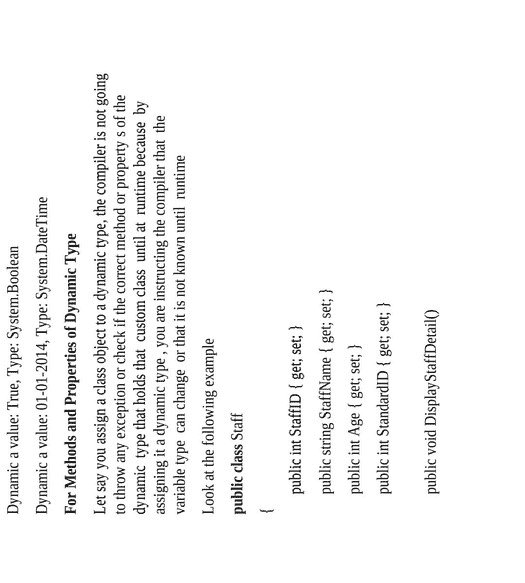 Dynamic a value: True, Type: System.Boolean
Dynamic a value: 01-01-2014, Type: System.DateTime
For Methods and Properties of Dynamic Type
Let say you assign a class object to a dynamic type, the compiler is not going
to throw any exception or check if the correct method or property s of the
dynamic type that holds that custom class until at runtime because by
assigning it a dynamic type , you are instructing the compiler that the
variable type can change or that it is not known until runtime
Look at the following example
public class Staff
{
public int StaffID { get; set; }
public string StaffName { get; set; }
public int Age { get; set; }
public int StandardID { get; set; }
public void DisplayStaffDetail()